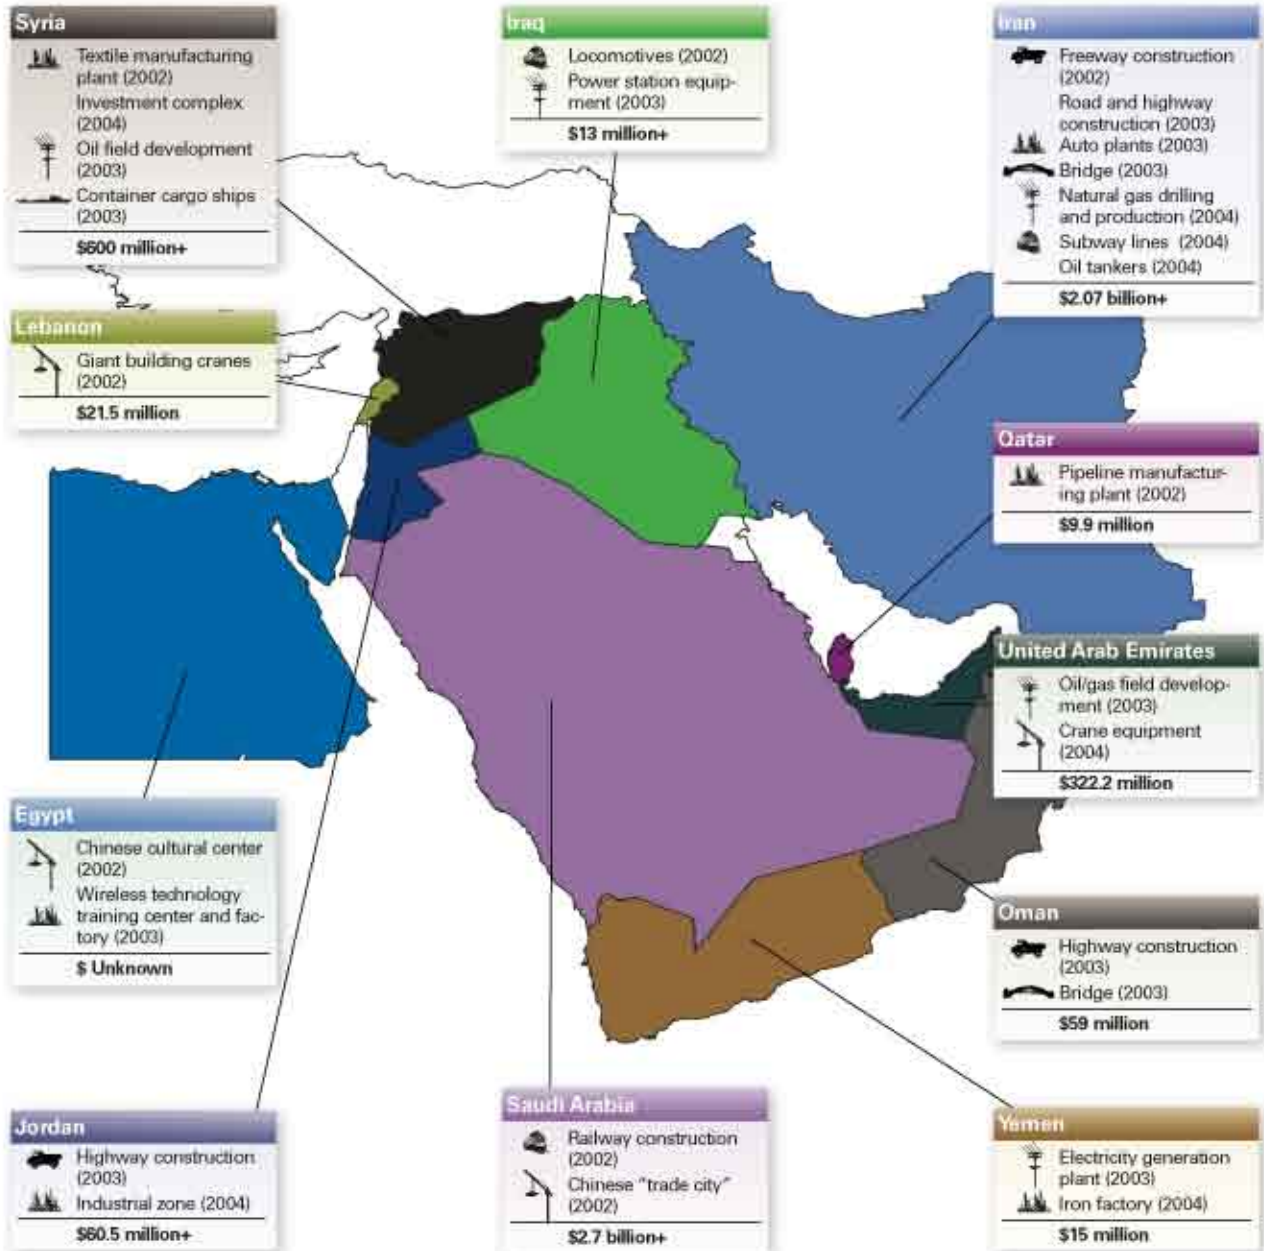 Syria
Textile manufacturing
plant (2002)
Investment complex
(2004)
Oil field development
(2003)
Container cargo ships
(2003)
$600 million+
Iraq
Locomotives (2002)
Power station equip-
ment (2003)
$13 million+
Iran
Freeway construction
(2002)
Road and highway
construction (2003)
Auto plants (2003)
Bridge (2003)
Natural gas drilling
and production (2004)
Subway lines (2004)
Oil tankers (2004)
$2.07 billion+
Lebanon
Giant building cranes
(2002)
$21.5 million
Qatar
Pipeline manufactur-
ing plant (2002)
$9.9 million
United Arab Emirates
Oil/gas field develop-
ment (2003)
Crane equipment
(2004)
$322.2 million
Egypt
Chinese cultural center
(2002)
Wireless technology
training center and fac-
tory (2003)
$ Unknown
Oman
Highway construction
(2003)
Bridge (2003)
$59 million
Jordan
Highway construction
(2003)
Industrial zone (2004)
$60.5 million+
Saudi Arabia
Railway construction
(2002)
Chinese "trade city"
(2002)
$2.7 billion+
Yemen
Electricity generation
plant (2003)
Iron factory (2004)
$15 million